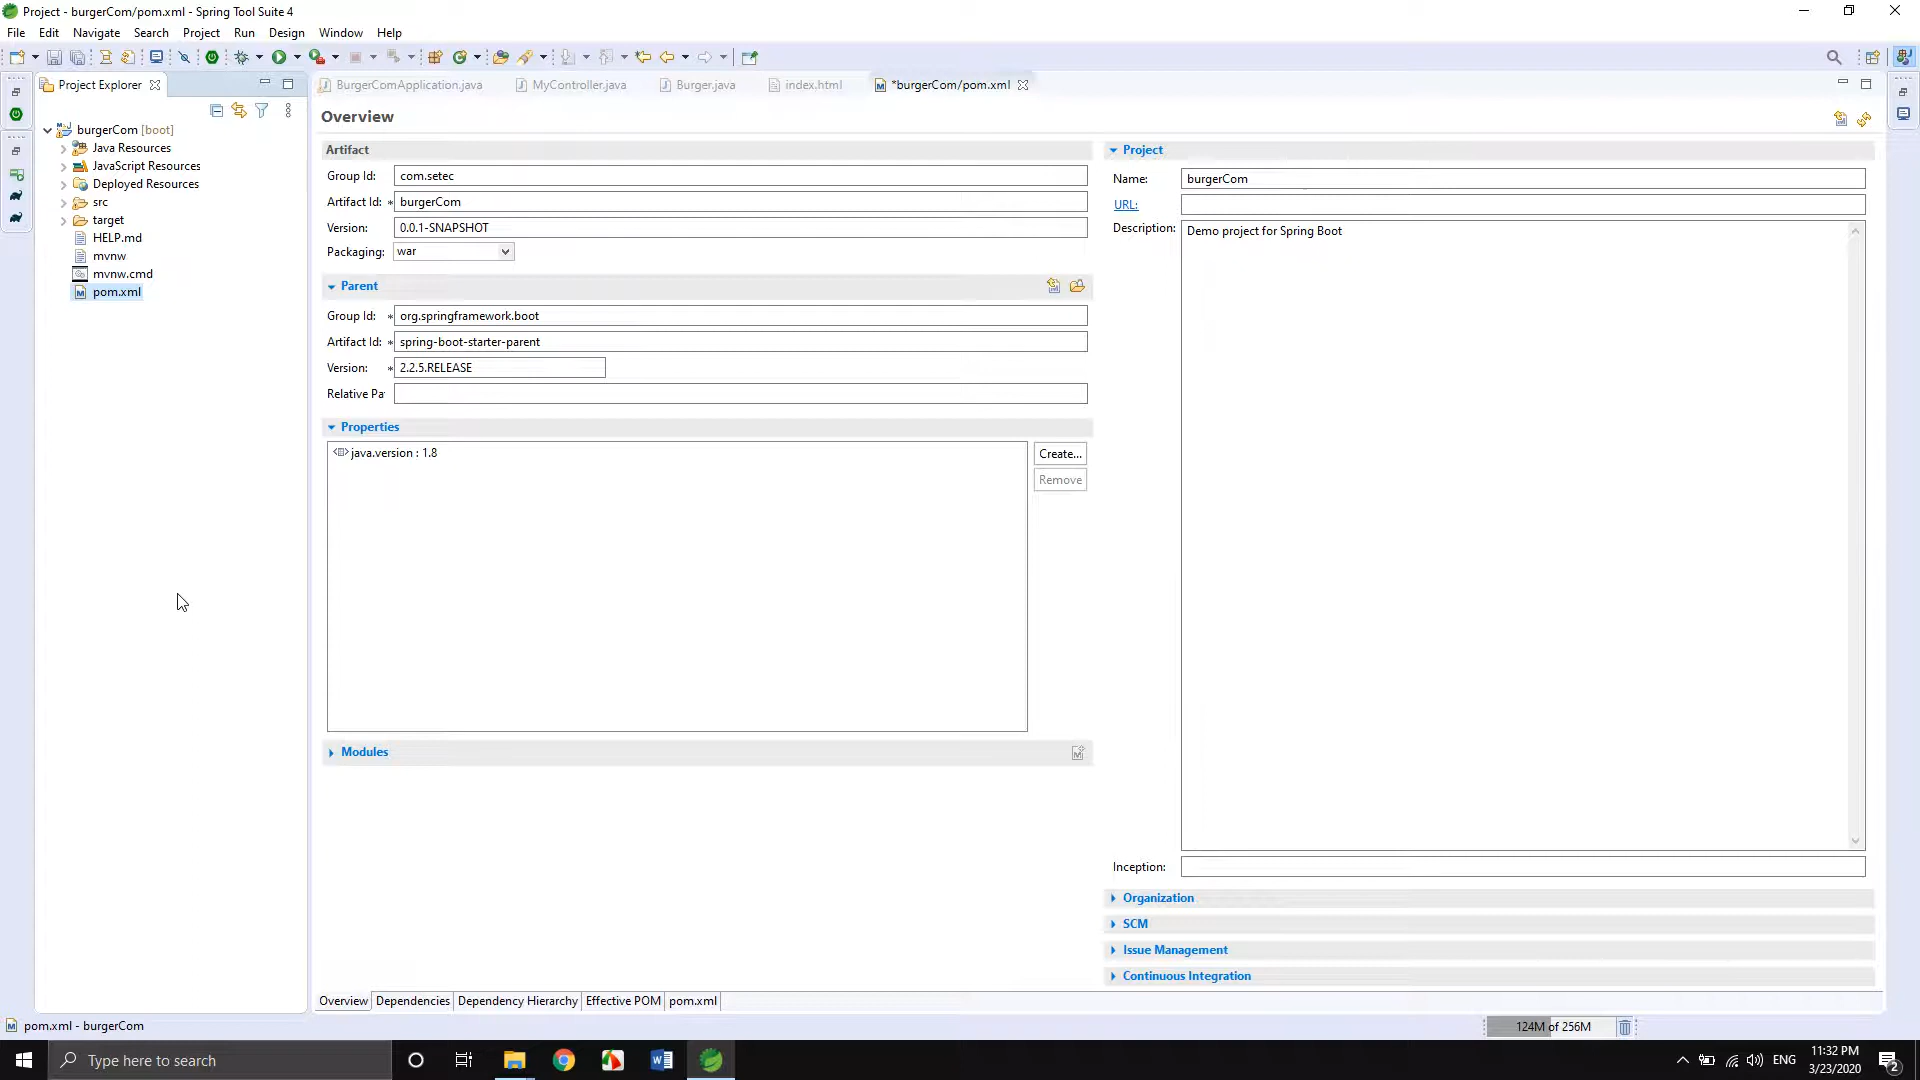 Project - burgerCom/pom.xml - Spring Tool Suite 4
File Edit Navigate Search Project Run Design Window Help
Project Explorer
BurgerComApplication.java MyController.java Burger.java index.html *burgerCom/pom.xml
burgerCom [boot]
Java Resources
JavaScript Resources
Deployed Resources
src
target
HELP.md
mvnw
mvnw.cmd
pom.xml
Overview
Artifact
Group Id: com.setec
Artifact Id: * burgerCom
Version: 0.0.1-SNAPSHOT
Packaging: war
Parent
Group Id: * org.springframework.boot
Artifact Id: * spring-boot-starter-parent
Version: * 2.2.5.RELEASE
Relative Pa
Properties
java.version : 1.8
Create...
Remove
Modules
Project
Name: burgerCom
URL:
Description: Demo project for Spring Boot
Inception:
Organization
SCM
Issue Management
Continuous Integration
Overview Dependencies Dependency Hierarchy Effective POM pom.xml
pom.xml - burgerCom
124M of 256M
Type here to search
ENG
11:32 PM
3/23/2020
2